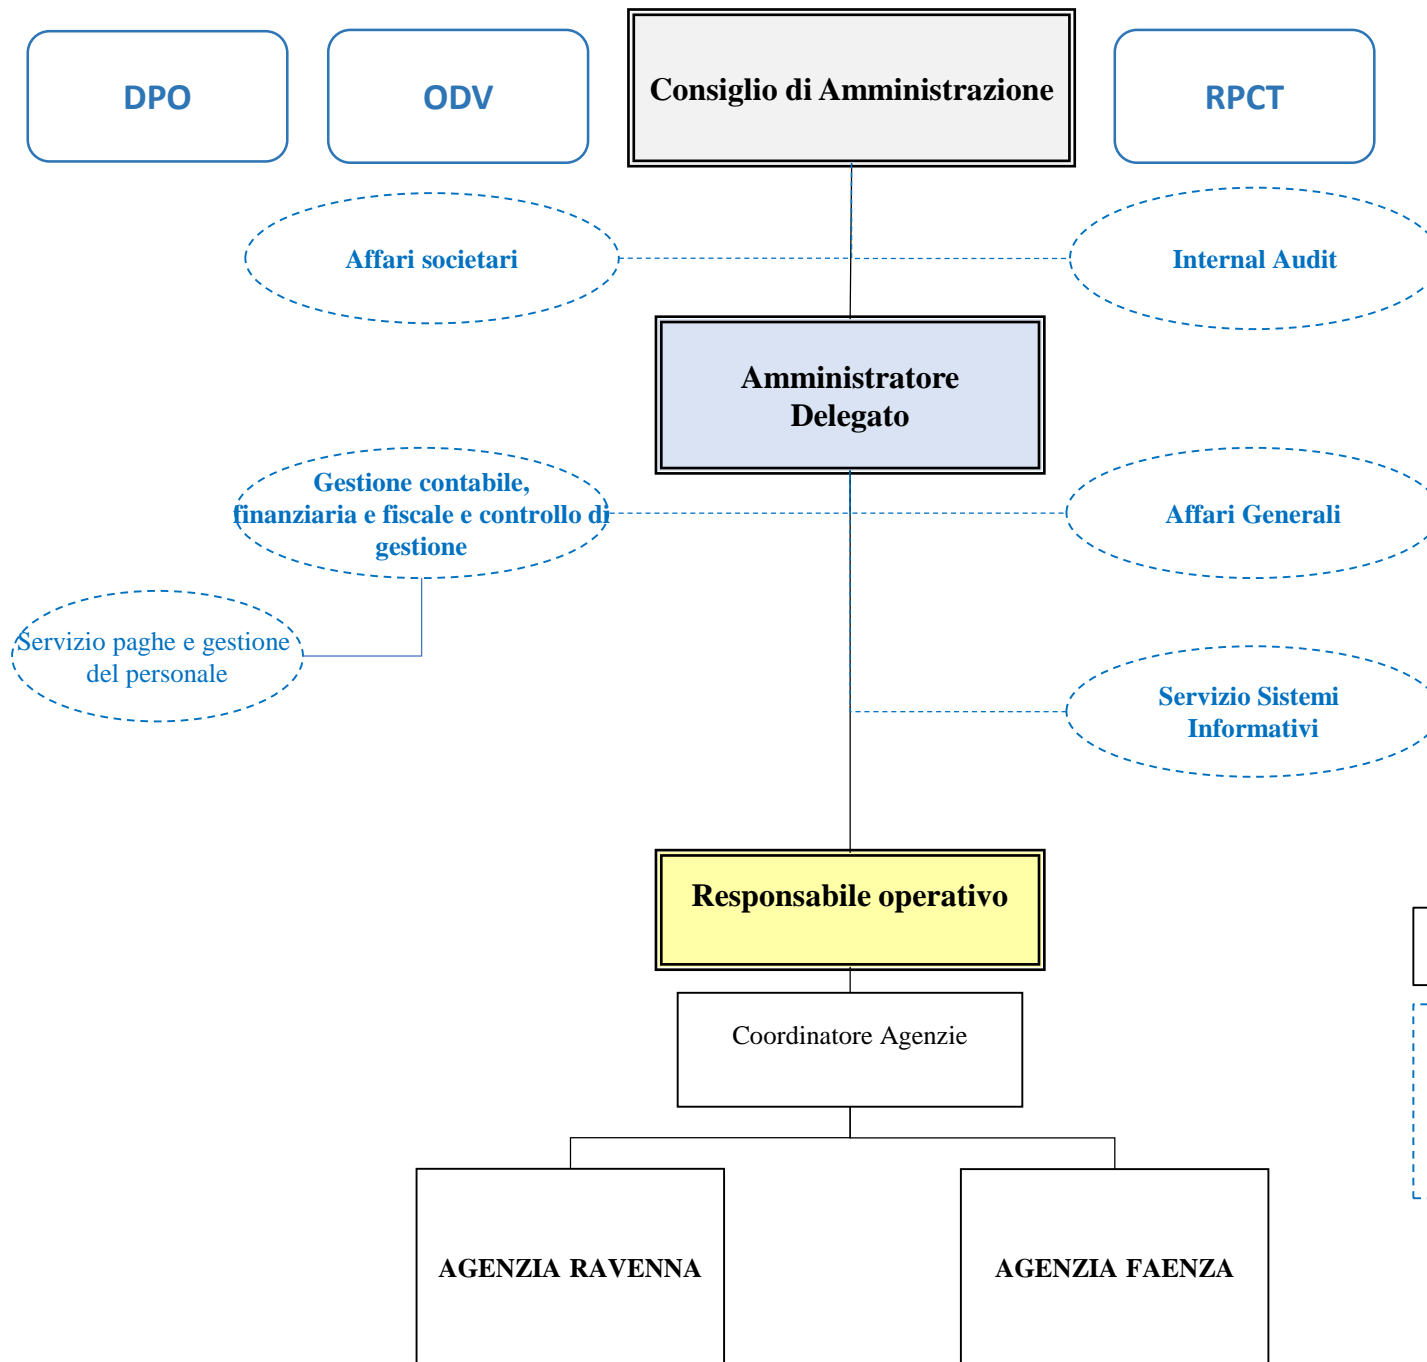 DPO
ODV
Consiglio di Amministrazione
RPCT
Affari societari
Internal Audit
Amministratore
Delegato
Gestione contabile,
finanziaria e fiscale e controllo di
gestione
Affari Generali
Servizio paghe e gestione
del personale
Servizio Sistemi
Informativi
Responsabile operativo
Coordinatore Agenzie
AGENZIA RAVENNA
AGENZIA FAENZA